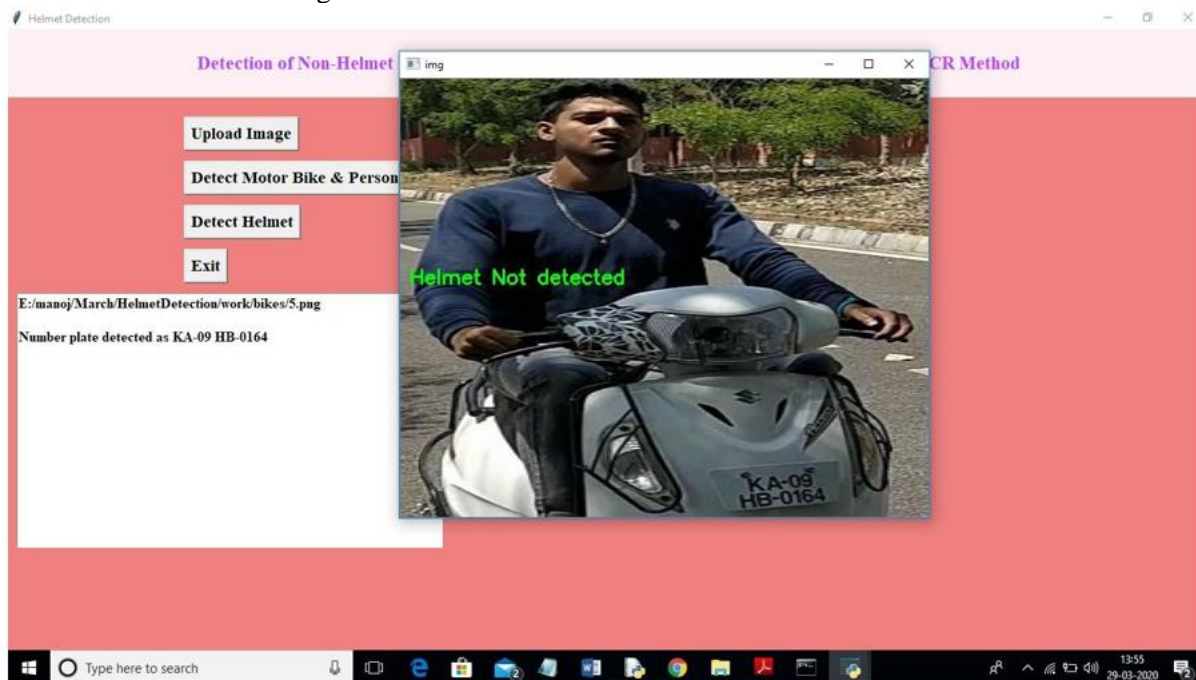 Helmet Detection
Detection of Non-Helmet
CR Method
img
Upload Image
Detect Motor Bike & Person
Detect Helmet
Exit
E:/manoj/March/HelmetDetection/work/bikes/5.png
Number plate detected as KA-09 HB-0164
Helmet Not detected
KA-09
HB-0164
Type here to search
13:55
29-03-2020